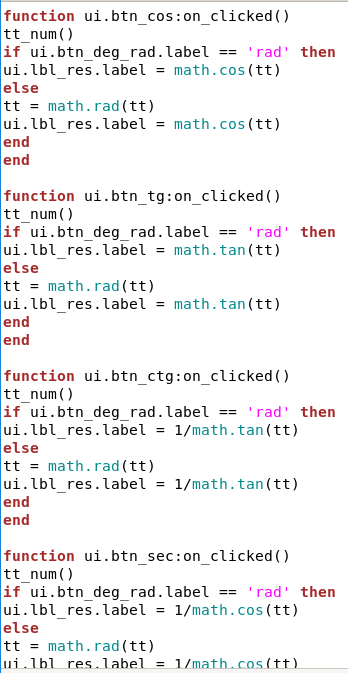 function ui.btn_cos:on_clicked()
tt_num()
if ui.btn_deg_rad.label == 'rad' then
ui.lbl_res.label = math.cos(tt)
else
tt = math.rad(tt)
ui.lbl_res.label = math.cos(tt)
end
end

function ui.btn_tg:on_clicked()
tt_num()
if ui.btn_deg_rad.label == 'rad' then
ui.lbl_res.label = math.tan(tt)
else
tt = math.rad(tt)
ui.lbl_res.label = math.tan(tt)
end
end

function ui.btn_ctg:on_clicked()
tt_num()
if ui.btn_deg_rad.label == 'rad' then
ui.lbl_res.label = 1/math.tan(tt)
else
tt = math.rad(tt)
ui.lbl_res.label = 1/math.tan(tt)
end
end

function ui.btn_sec:on_clicked()
tt_num()
if ui.btn_deg_rad.label == 'rad' then
ui.lbl_res.label = 1/math.cos(tt)
else
tt = math.rad(tt)
ui.lbl_res.label = 1/math.cos(tt)